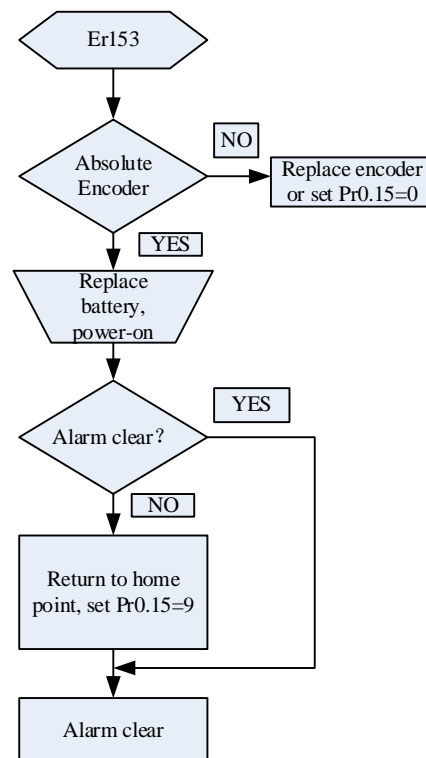 Er153
Absolute
Encoder
NO
Replace encoder
or set Pr0.15=0
YES
Replace
battery,
power-on
Alarm clear?
YES
NO
Return to home
point, set Pr0.15=9
Alarm clear